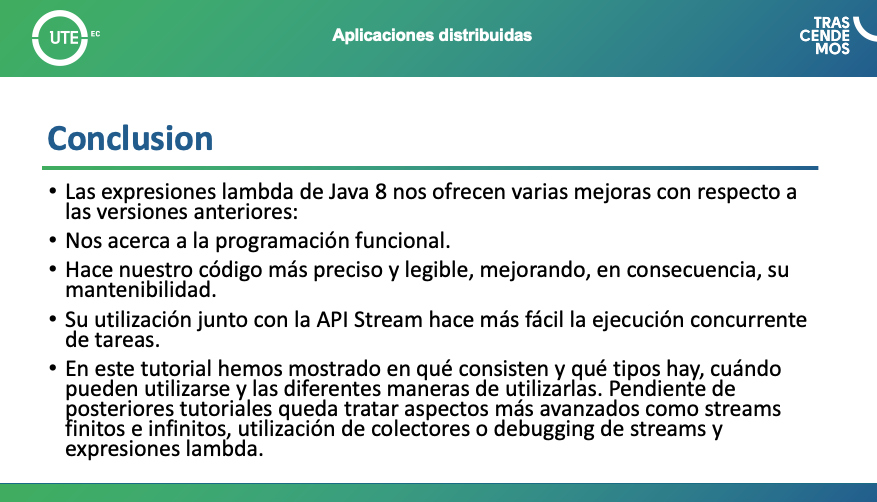 UTE EC
Aplicaciones distribuidas
TRAS
CENDE
MOS
Conclusion
• Las expresiones lambda de Java 8 nos ofrecen varias mejoras con respecto a
las versiones anteriores:
• Nos acerca a la programación funcional.
• Hace nuestro código más preciso y legible, mejorando, en consecuencia, su
mantenibilidad.
• Su utilización junto con la API Stream hace más fácil la ejecución concurrente
de tareas.
• En este tutorial hemos mostrado en qué consisten y qué tipos hay, cuándo
pueden utilizarse y las diferentes maneras de utilizarlas. Pendiente de
posteriores tutoriales queda tratar aspectos más avanzados como streams
finitos e infinitos, utilización de colectores o debugging de streams y
expresiones lambda.